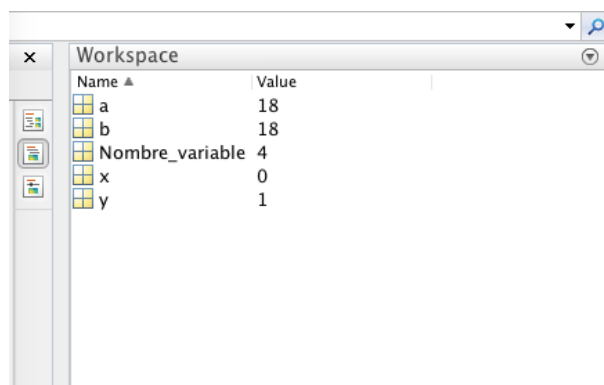 Workspace
Name Value
a 18
b 18
Nombre_variable 4
x 0
y 1